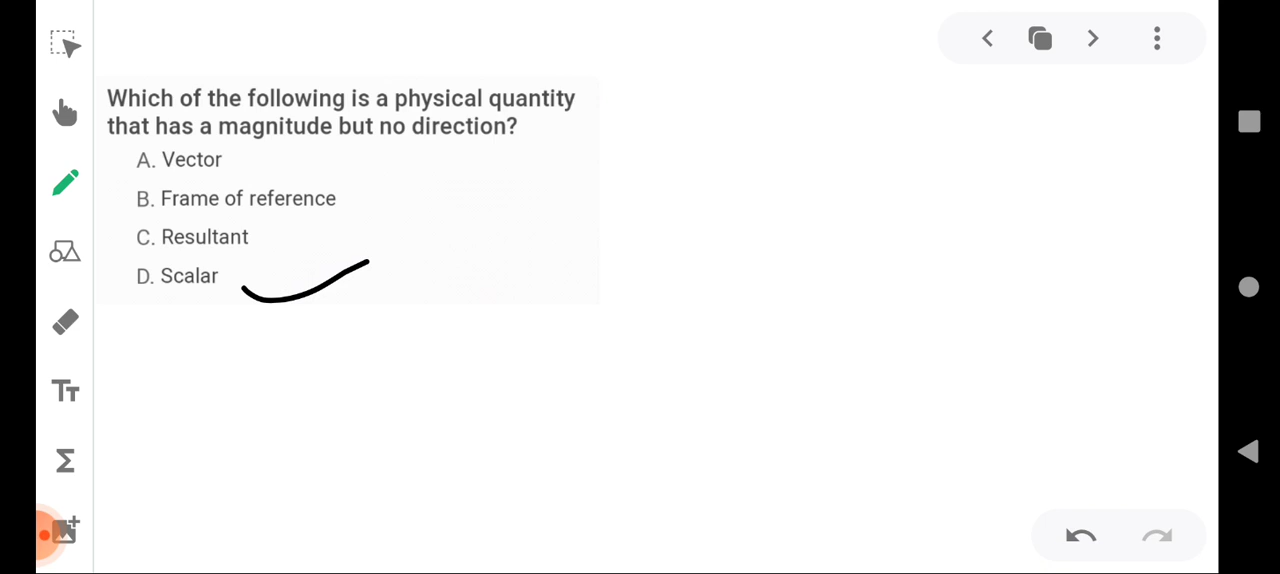 Which of the following is a physical quantity
that has a magnitude but no direction?
A. Vector
B. Frame of reference
C. Resultant
D. Scalar
Tт
Σ